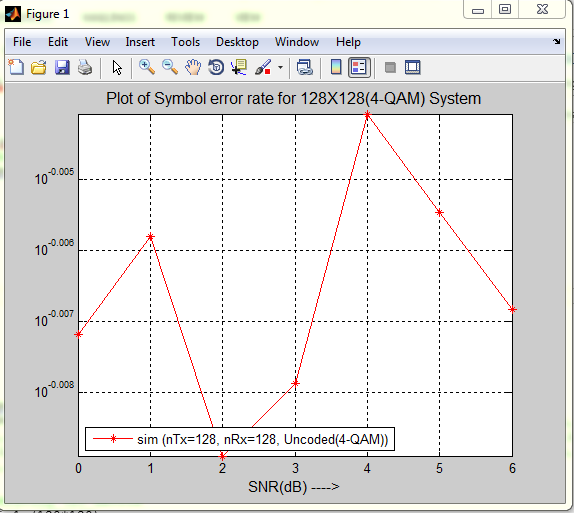 Figure 1
File Edit View Insert Tools Desktop Window Help
Plot of Symbol error rate for 128X128(4-QAM) System
10^-0.005
10^-0.006
10^-0.007
10^-0.008
sim (nTx=128, nRx=128, Uncoded(4-QAM))
0 1 2 3 4 5 6
SNR(dB) ---->